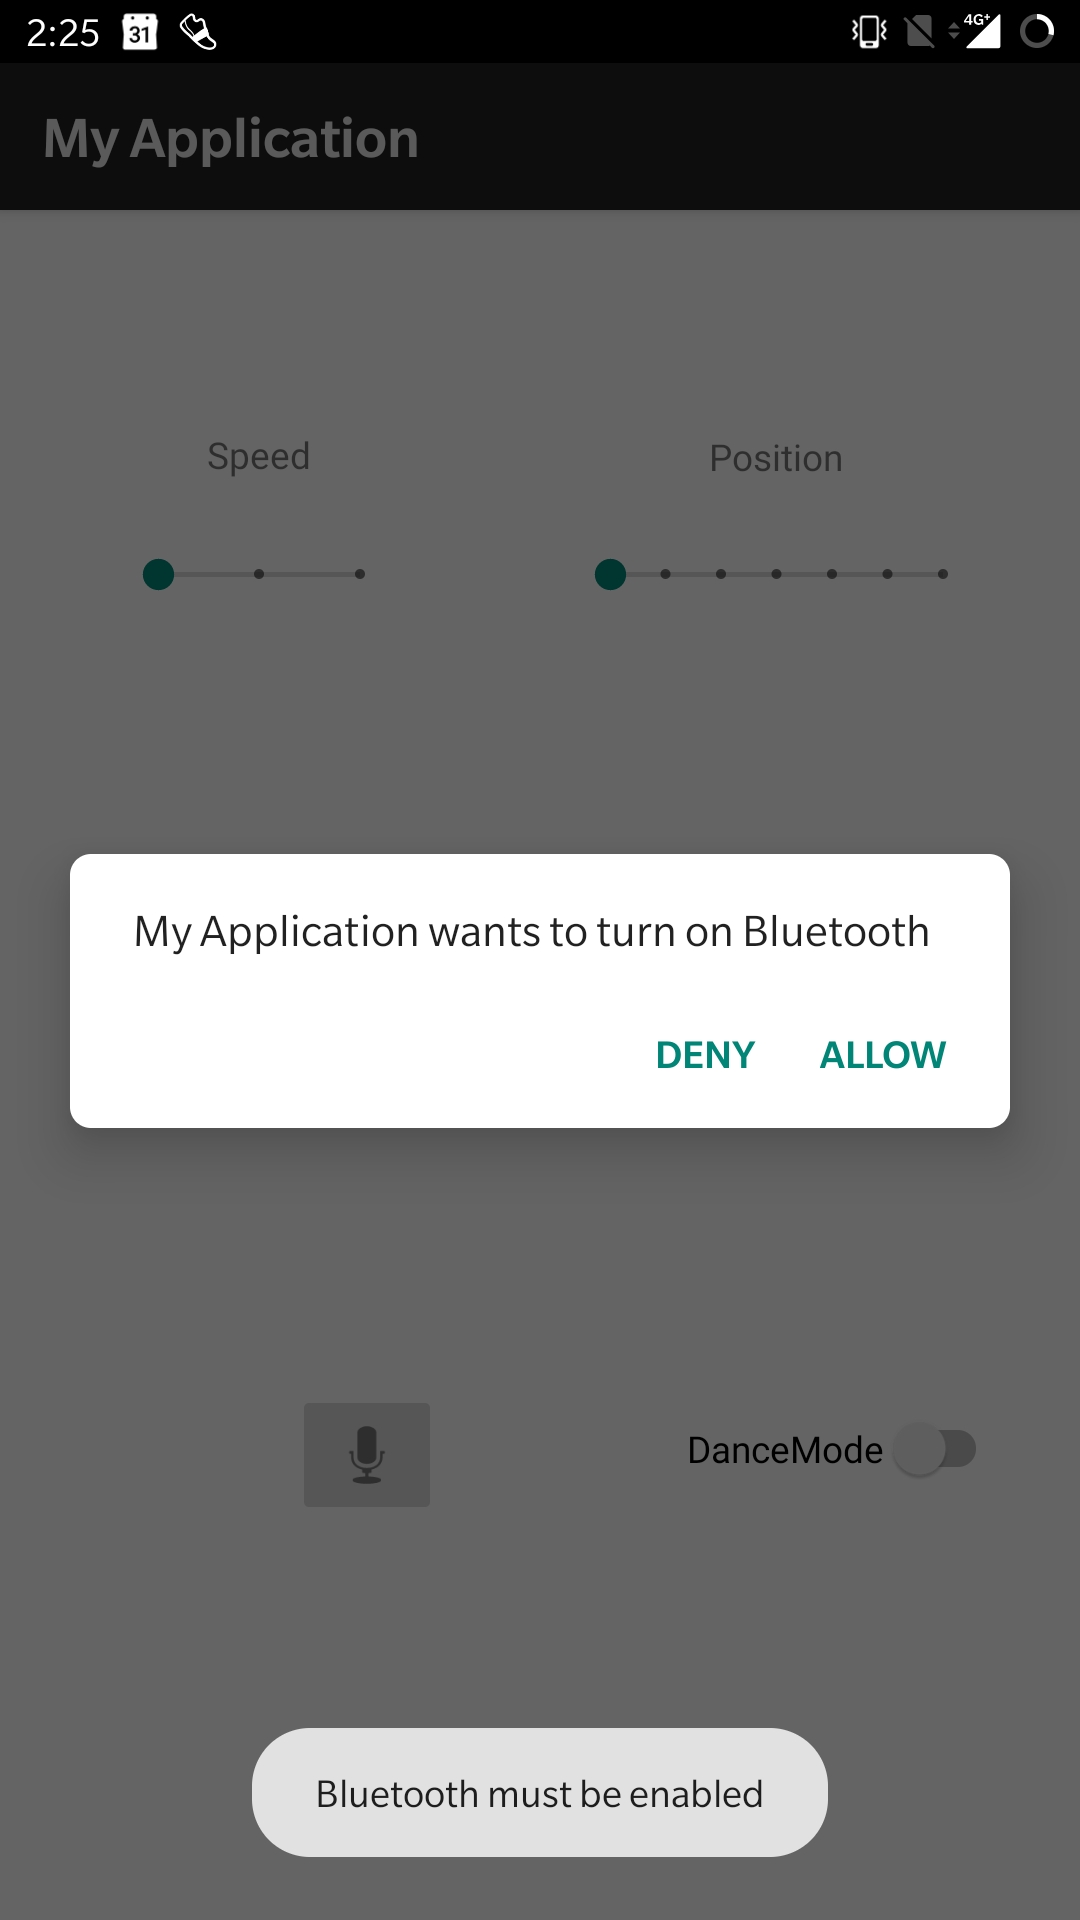 2:25 31 4G+
My Application
Speed Position
My Application wants to turn on Bluetooth
DENY ALLOW
DanceMode
Bluetooth must be enabled